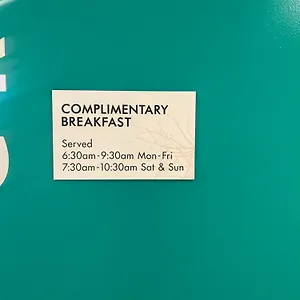 COMPLIMENTARY
BREAKFAST
Served
6:30am-9:30am Mon-Fri
7:30am-10:30am Sat & Sun